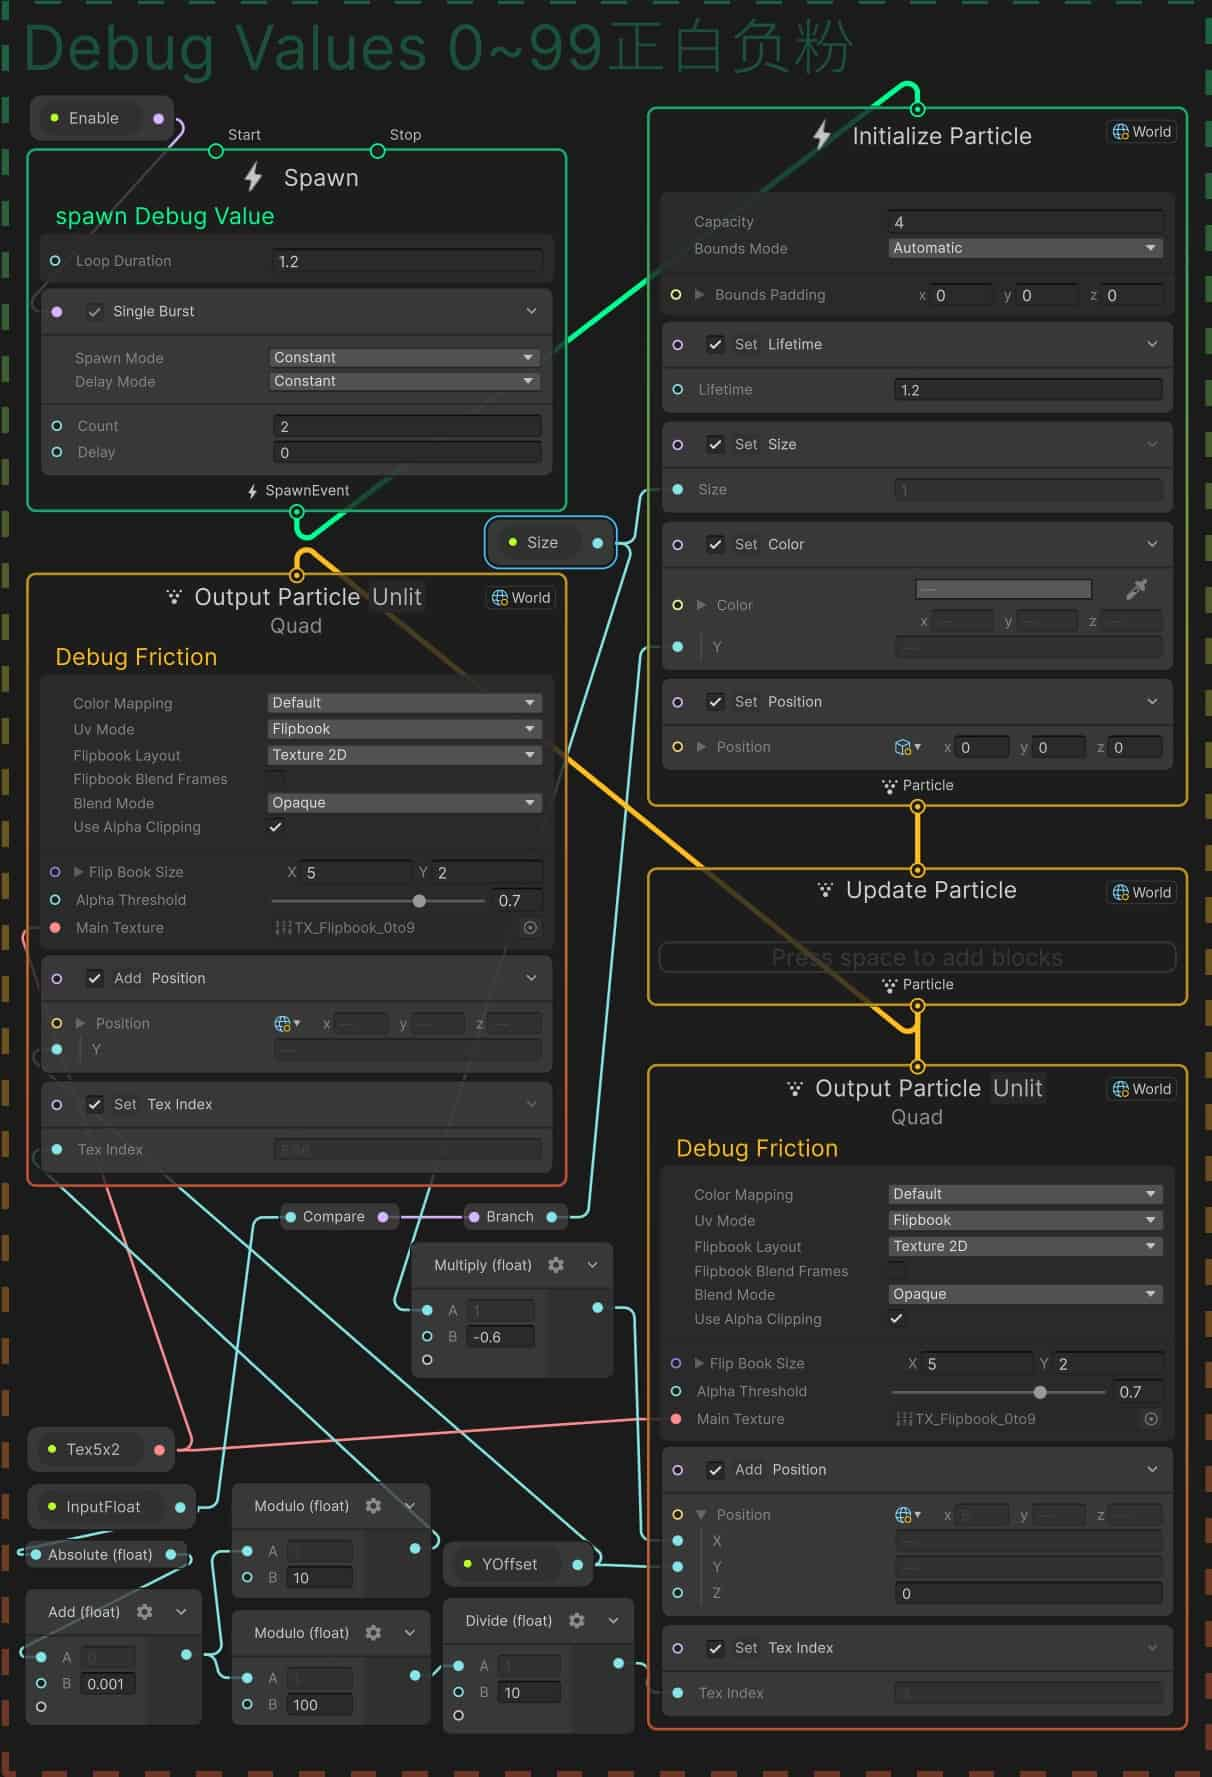 Debug Values 0~99正白负粉
Enable
Start
Stop
Spawn
spawn Debug Value
Loop Duration 1.2
Single Burst
Spawn Mode Constant
Delay Mode Constant
Count 2
Delay 0
SpawnEvent
Size
Output Particle Unlit World
Quad
Debug Friction
Color Mapping Default
Uv Mode Flipbook
Flipbook Layout Texture 2D
Flipbook Blend Frames
Blend Mode Opaque
Use Alpha Clipping
Flip Book Size X 5 Y 2
Alpha Threshold 0.7
Main Texture TX_Flipbook_0to9
Add Position
Position x y z
Y
Set Tex Index
Tex Index
Compare
Branch
Multiply (float)
A 1
B -0.6
Tex5x2
InputFloat
Absolute (float)
Add (float)
A
B 0.001
Modulo (float)
A
B 10
Modulo (float)
A
B 100
YOffset
Divide (float)
A
B 10
Initialize Particle World
Capacity 4
Bounds Mode Automatic
Bounds Padding x 0 y 0 z 0
Set Lifetime
Lifetime 1.2
Set Size
Size 1
Set Color
Color
x y z
Y
Set Position
Position x 0 y 0 z 0
Particle
Update Particle World
Press space to add blocks
Particle
Output Particle Unlit World
Quad
Debug Friction
Color Mapping Default
Uv Mode Flipbook
Flipbook Layout Texture 2D
Flipbook Blend Frames
Blend Mode Opaque
Use Alpha Clipping
Flip Book Size X 5 Y 2
Alpha Threshold 0.7
Main Texture TX_Flipbook_0to9
Add Position
Position x y z
X
Y
Z 0
Set Tex Index
Tex Index